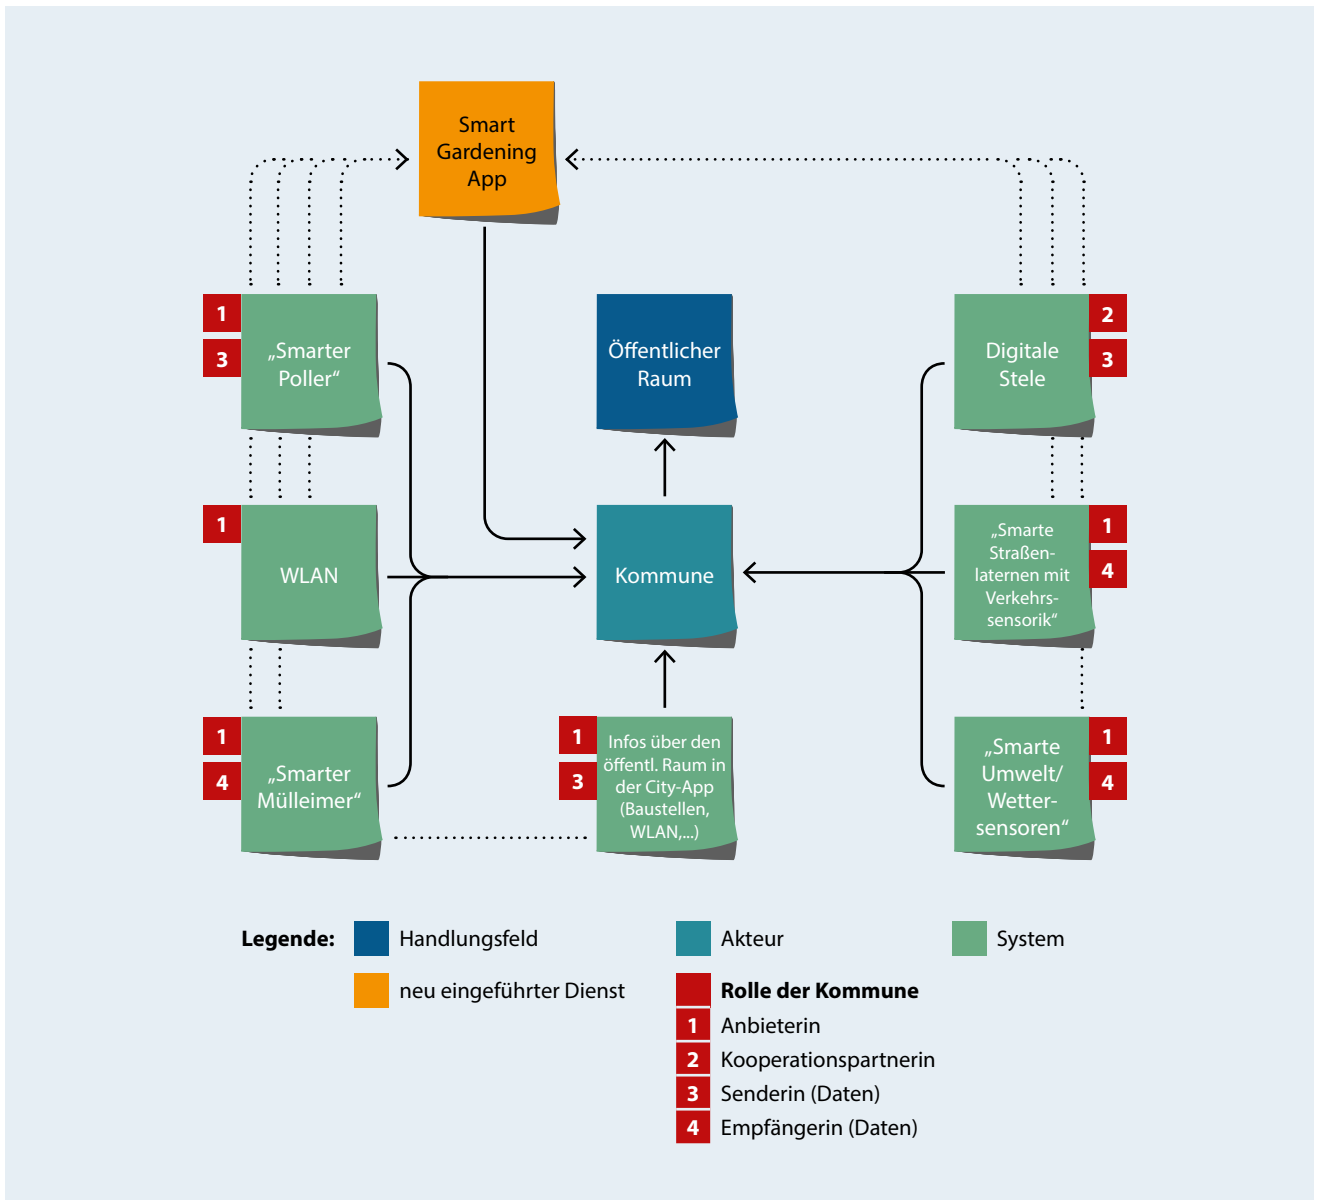 Smart
Gardening
App
1
3
„Smarter
Poller“
Öffentlicher
Raum
Digitale
Stele
2
3
1
WLAN
Kommune
„Smarte
Straßen-
laternen mit
Verkehrs-
sensorik“
1
4
1
4
„Smarter
Mülleimer“
1
3
Infos über den
öffentl. Raum in
der City-App
(Baustellen,
WLAN,...)
„Smarte
Umwelt/
Wetter-
sensoren“
1
4
Legende:
Handlungsfeld
Akteur
System
neu eingeführter Dienst
Rolle der Kommune
1 Anbieterin
2 Kooperationspartnerin
3 Senderin (Daten)
4 Empfängerin (Daten)